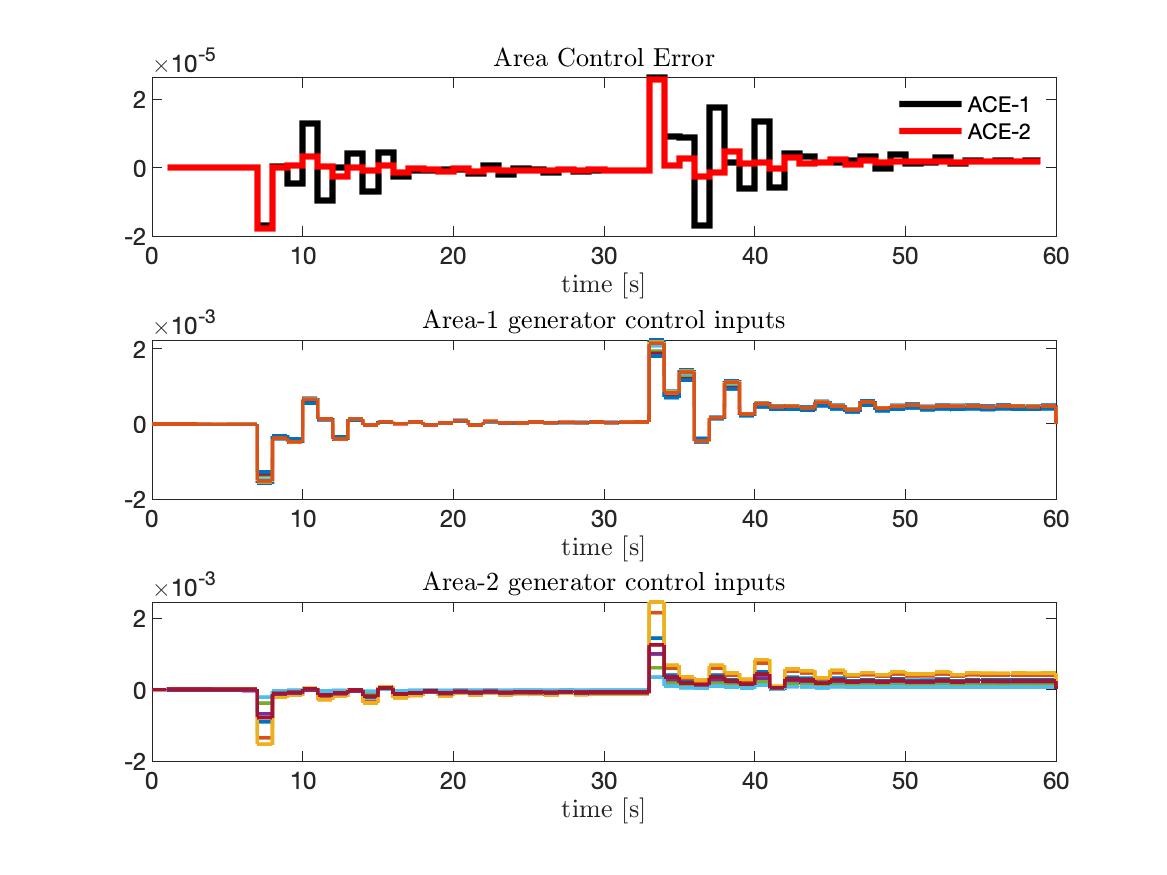 ×10-5
Area Control Error
2
0
-2
ACE-1
ACE-2
0 10 20 30 40 50 60
time [s]
×10-3
Area-1 generator control inputs
2
0
-2
0 10 20 30 40 50 60
time [s]
×10-3
Area-2 generator control inputs
2
0
-2
0 10 20 30 40 50 60
time [s]